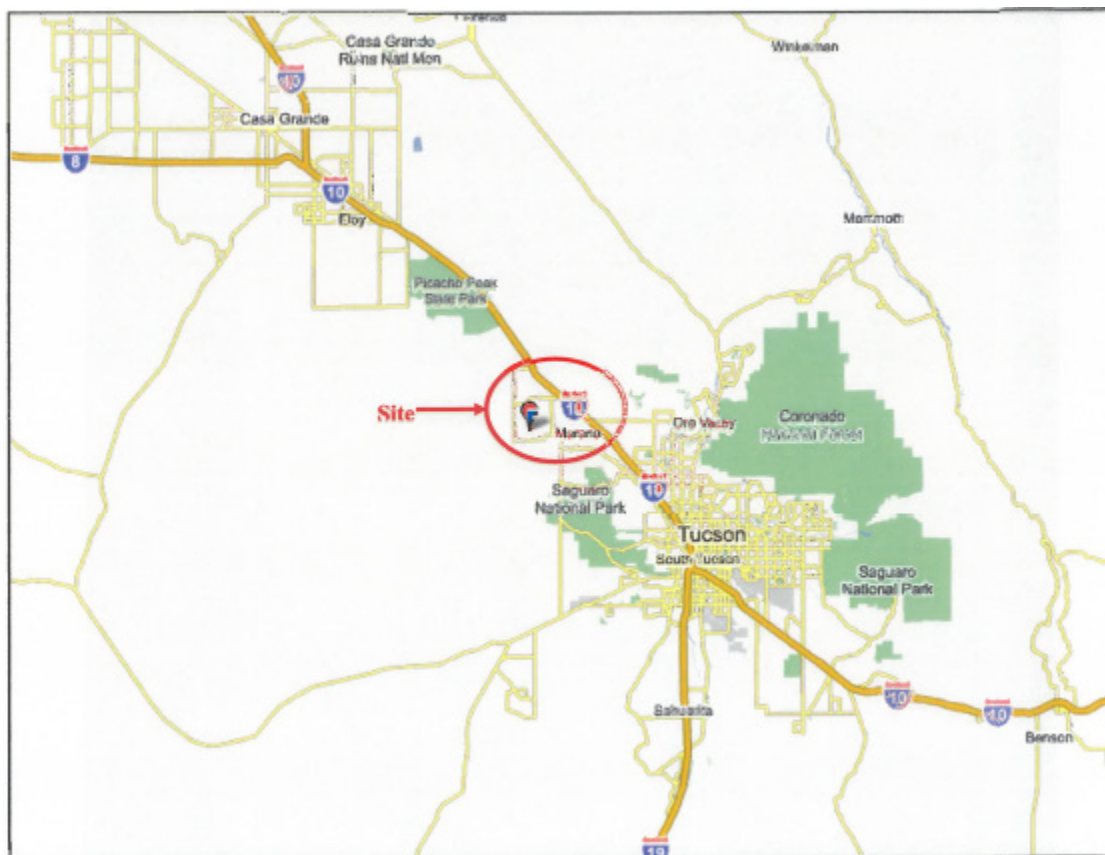 Casa Grande
Ruins Natl Mon
Winkelman
10
Casa Grande
8
10
Eloy
Mammoth
Picacho Peak
State Park
Site
10
Marana
Oro Valley
Coronado
National Forest
10
Saguaro
National Park
Tucson
South Tucson
Saguaro
National Park
10
10
Sahuarita
Benson
19